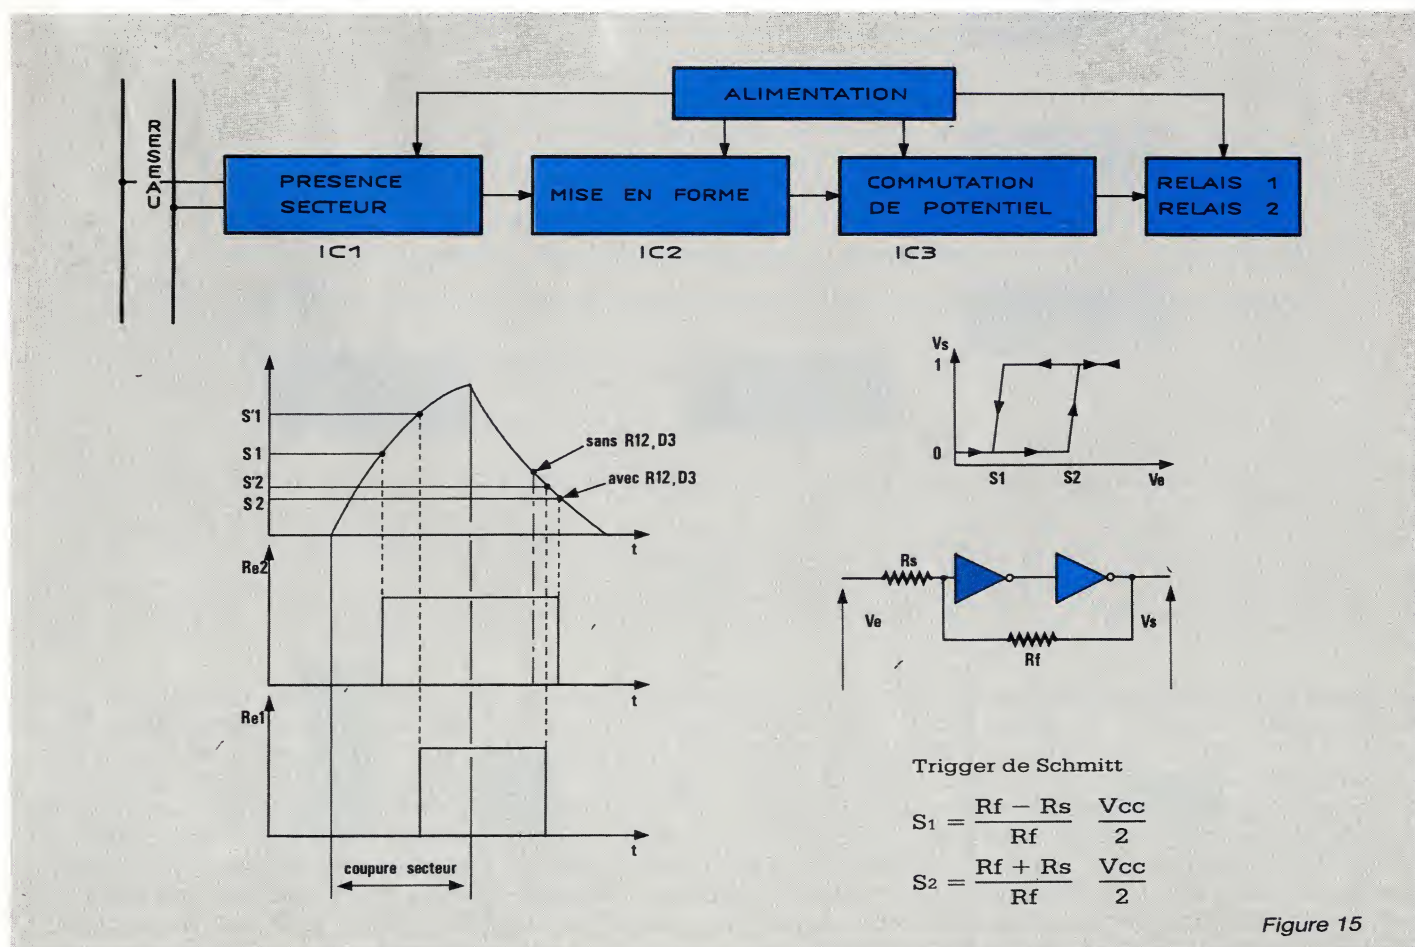 ALIMENTATION
RESEAU
PRESENCE
SECTEUR
MISE EN FORME
COMMUTATION
DE POTENTIEL
RELAIS 1
RELAIS 2
IC1
IC2
IC3
S'1
S1
S'2
S2
sans R12,D3
avec R12,D3
t
Re2
t
Re1
t
coupure secteur
Vs
1
0
S1
S2
Ve
Rs
Ve
Vs
Rf
Trigger de Schmitt
S1 = Rf − Rs / Rf Vcc / 2
S2 = Rf + Rs / Rf Vcc / 2
Figure 15